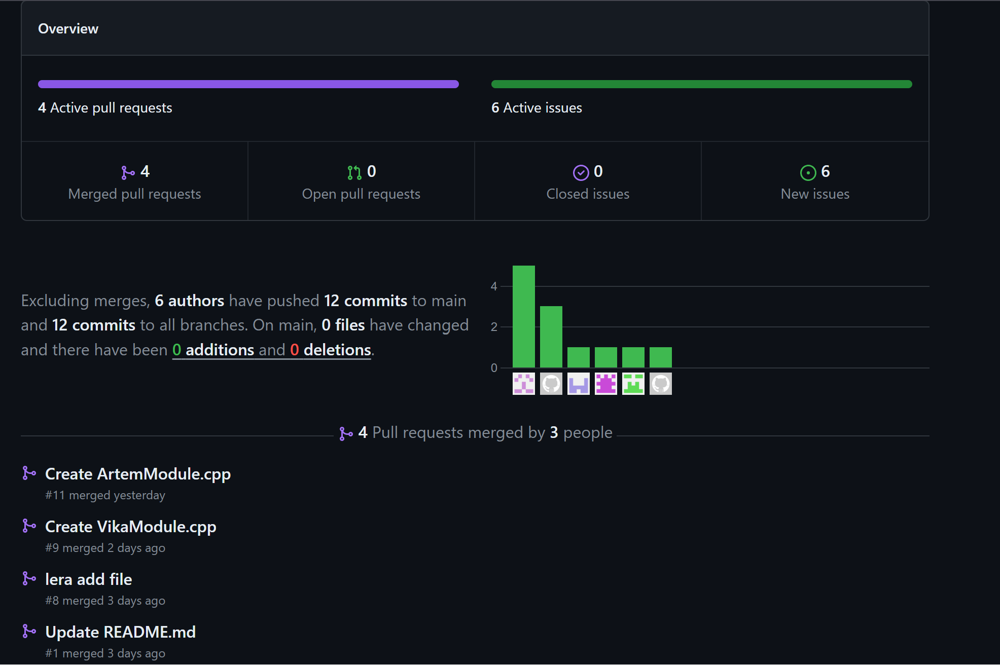 Overview
4 Active pull requests
6 Active issues
4
Merged pull requests
0
Open pull requests
0
Closed issues
6
New issues
Excluding merges, 6 authors have pushed 12 commits to main
and 12 commits to all branches. On main, 0 files have changed
and there have been 0 additions and 0 deletions.
4
2
0
4 Pull requests merged by 3 people
Create ArtemModule.cpp
#11 merged yesterday
Create VikaModule.cpp
#9 merged 2 days ago
lera add file
#8 merged 3 days ago
Update README.md
#1 merged 3 days ago